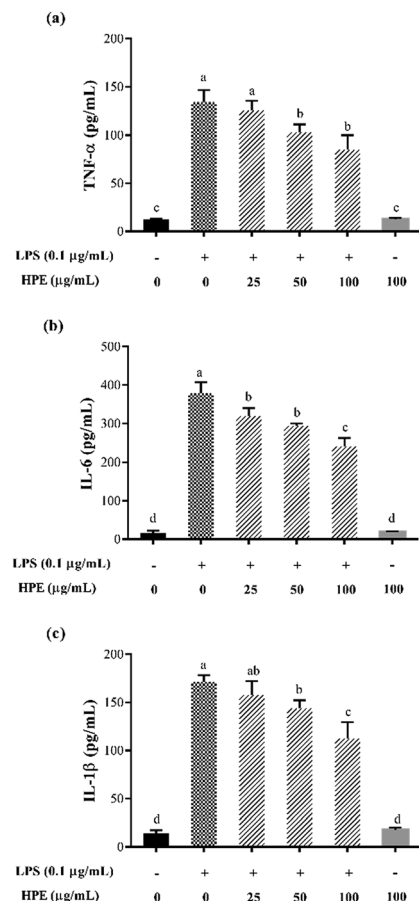 (a)
TNF-α (pg/mL)
200
150
100
50
0
c a a b b c
LPS (0.1 µg/mL) - + + + + -
HPE (µg/mL) 0 0 25 50 100 100
(b)
IL-6 (pg/mL)
500
400
300
200
100
0
d a b b c d
LPS (0.1 µg/mL) - + + + + -
HPE (µg/mL) 0 0 25 50 100 100
(c)
IL-1β (pg/mL)
200
150
100
50
0
d a ab b c d
LPS (0.1 µg/mL) - + + + + -
HPE (µg/mL) 0 0 25 50 100 100